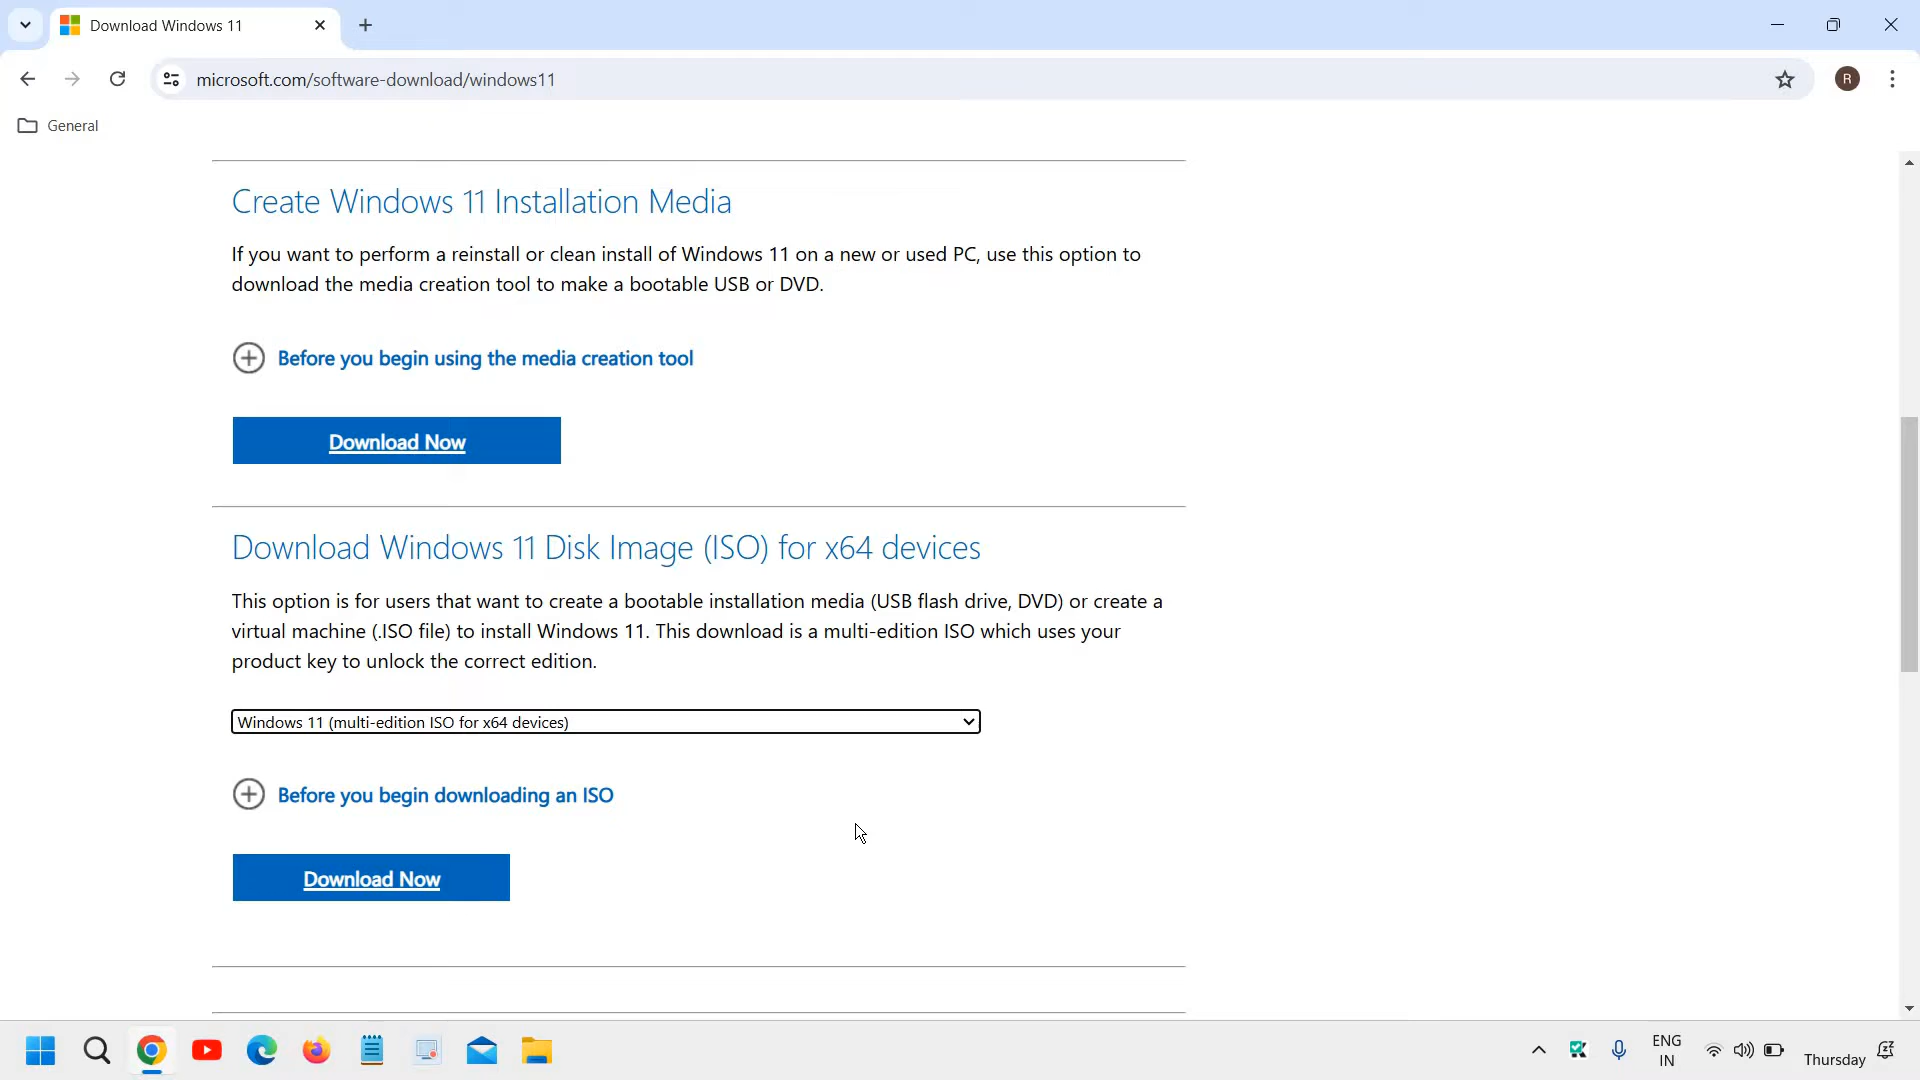 Download Windows 11
microsoft.com/software-download/windows11
R
General
Create Windows 11 Installation Media
If you want to perform a reinstall or clean install of Windows 11 on a new or used PC, use this option to
download the media creation tool to make a bootable USB or DVD.
Before you begin using the media creation tool
Download Now
Download Windows 11 Disk Image (ISO) for x64 devices
This option is for users that want to create a bootable installation media (USB flash drive, DVD) or create a
virtual machine (.ISO file) to install Windows 11. This download is a multi-edition ISO which uses your
product key to unlock the correct edition.
Windows 11 (multi-edition ISO for x64 devices)
Before you begin downloading an ISO
Download Now
ENG
IN
Thursday